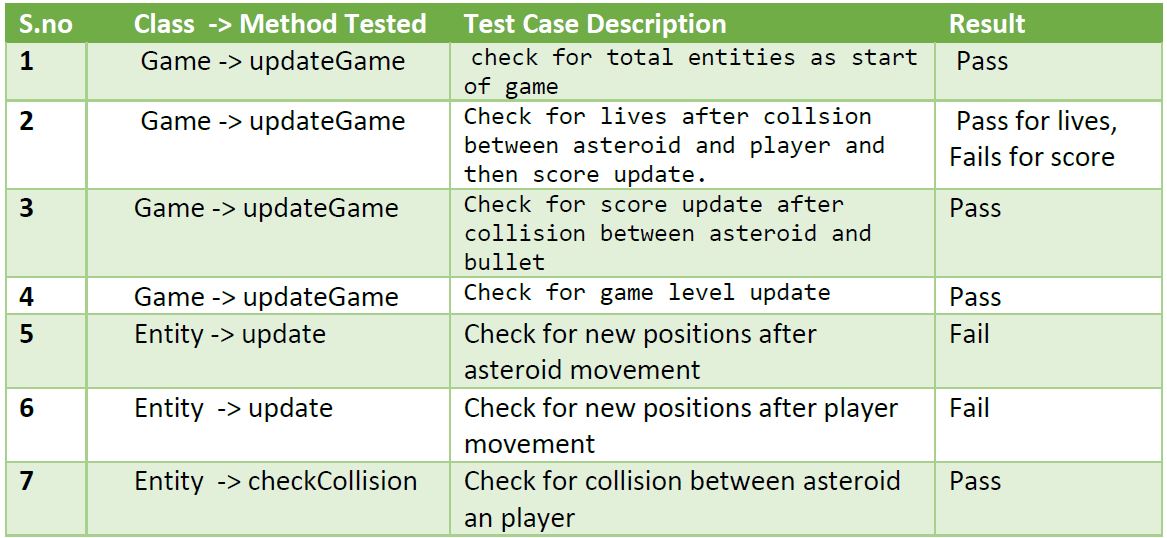 S.no Class -> Method Tested Test Case Description Result
1 Game -> updateGame check for total entities as start Pass
of game
2 Game -> updateGame Check for lives after collsion Pass for lives,
between asteroid and player and Fails for score
then score update.
3 Game -> updateGame Check for score update after Pass
collision between asteroid and
bullet
4 Game -> updateGame Check for game level update Pass
5 Entity -> update Check for new positions after Fail
asteroid movement
6 Entity -> update Check for new positions after player Fail
movement
7 Entity -> checkCollision Check for collision between asteroid Pass
an player